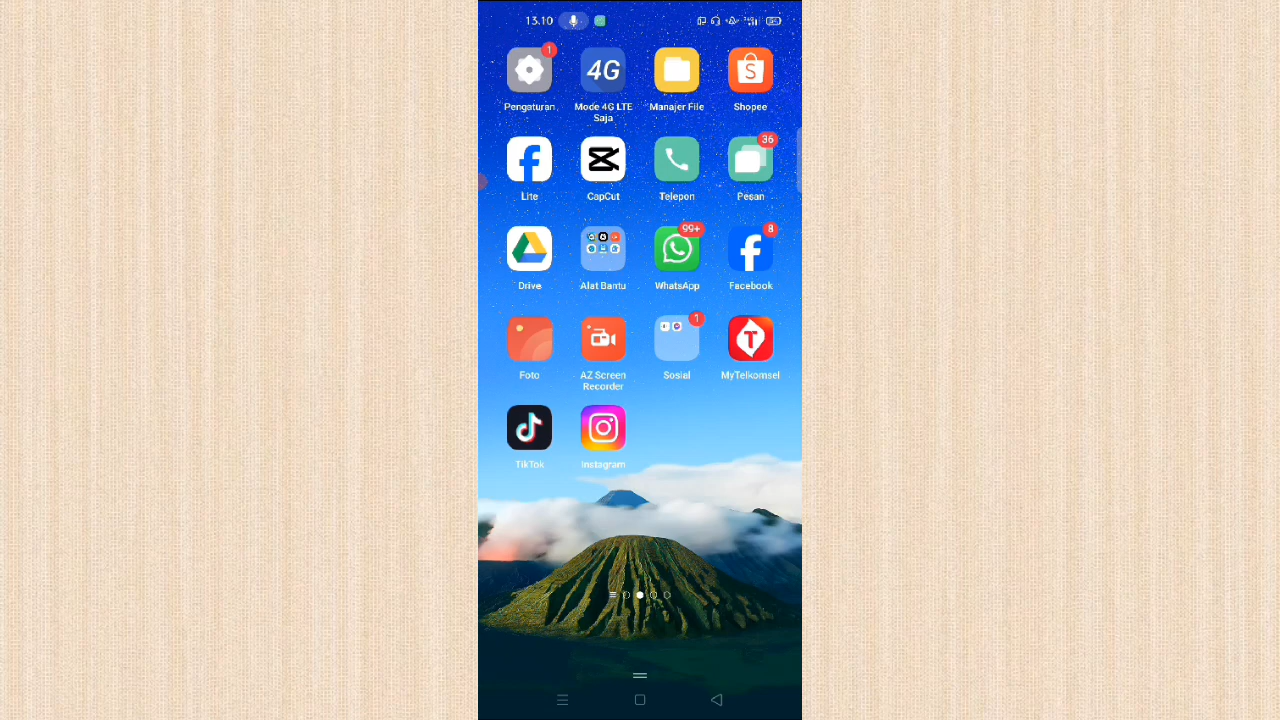 13.10
1
Pengaturan
4G
Mode 4G LTE
Saja
Manajer File
Shopee
Lite
CapCut
Telepon
36
Pesan
Drive
Alat Bantu
99+
WhatsApp
8
Facebook
Foto
AZ Screen
Recorder
1
Sosial
MyTelkomsel
TikTok
Instagram